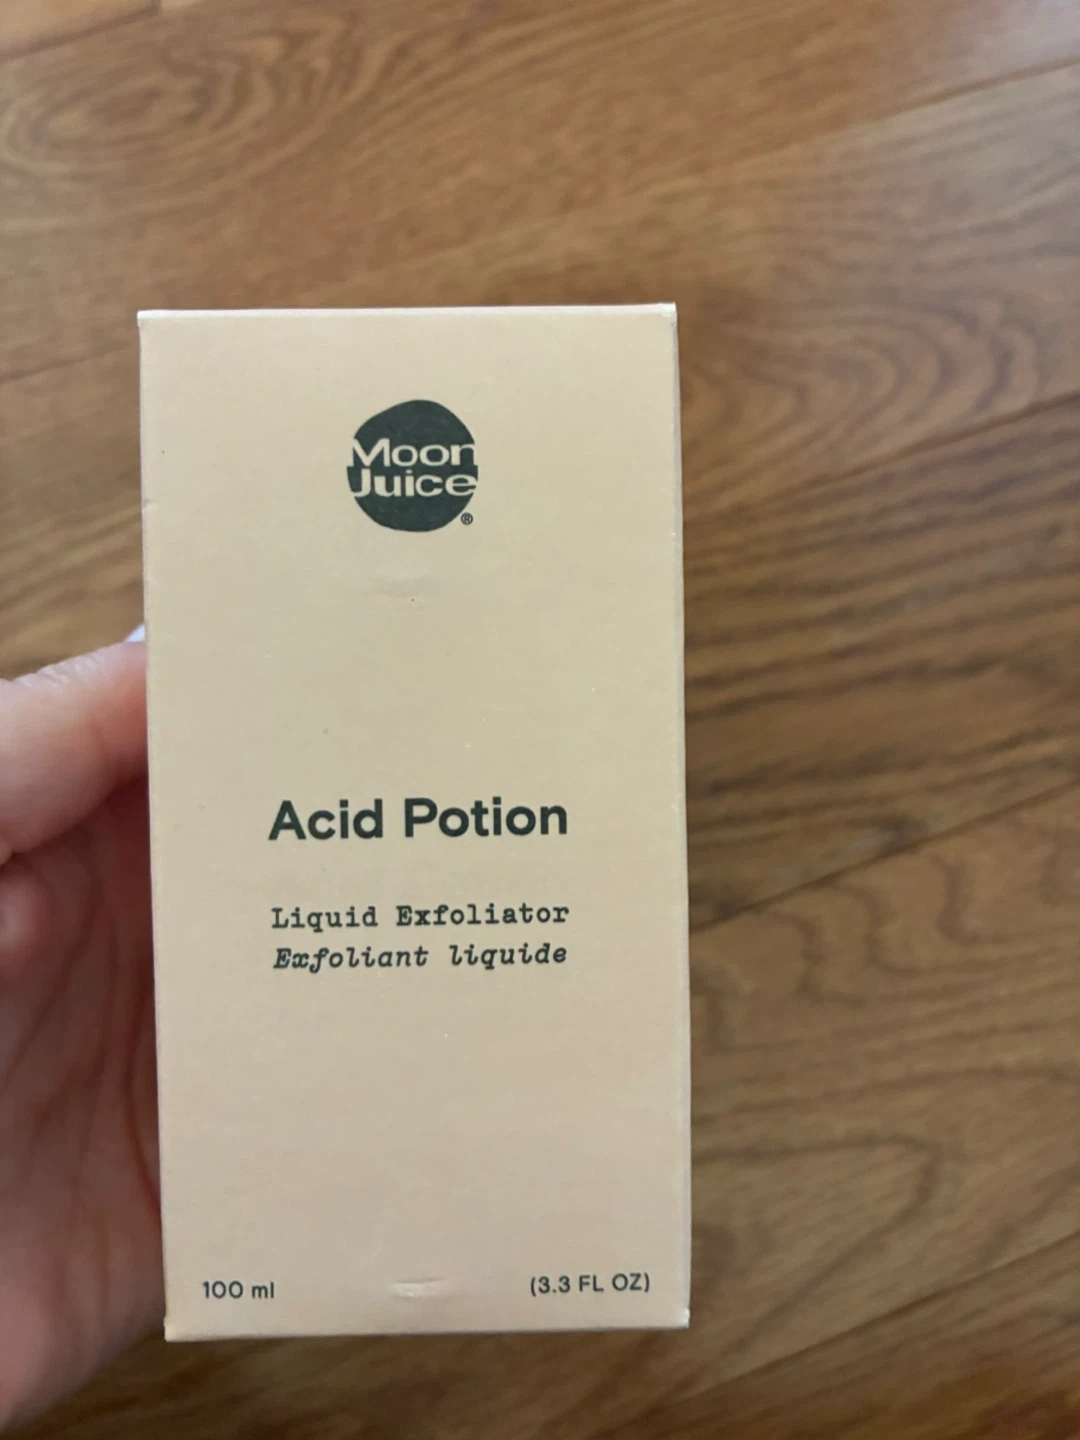 Moon
Juice
®
Acid Potion
Liquid Exfoliator
Exfoliant liquide
100 ml
(3.3 FL OZ)